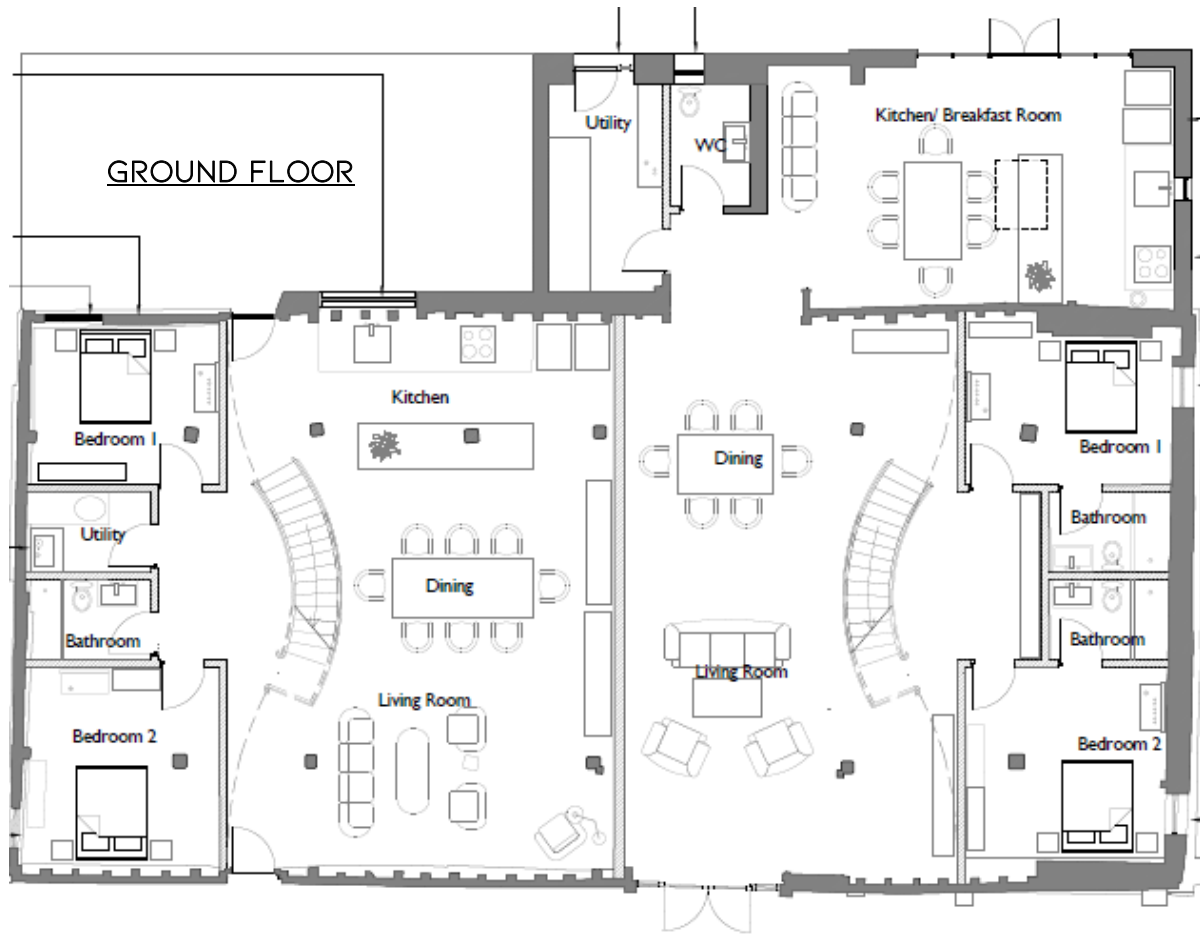 Utility
WC
Kitchen/ Breakfast Room
GROUND FLOOR
Kitchen
Bedroom 1
Dining
Bedroom 1
Utility
Bathroom
Dining
Bathroom
Bathroom
Living Room
Living Room
Bedroom 2
Bedroom 2